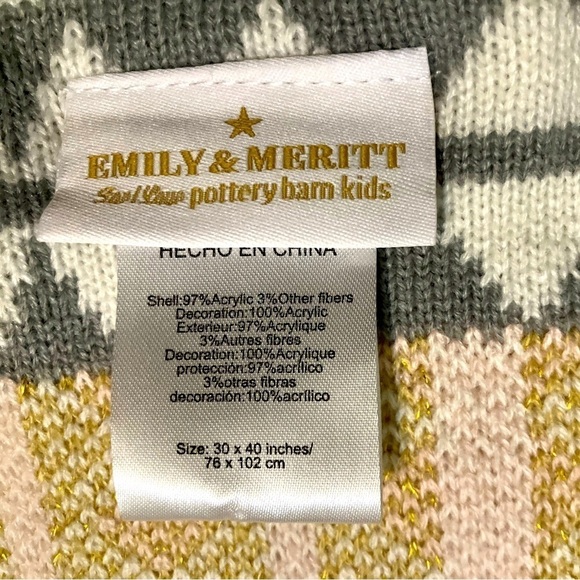 EMILY & MERITT
pottery barn kids
HECHO EN CHINA
Shell:97%Acrylic 3%Other fibers
Decoration:100%Acrylic
Exterieur:97%Acrylique
3%Autres fibres
Decoration:100%Acrylique
protección:97%acrílico
3%otras fibras
decoración:100%acrílico
Size: 30 x 40 inches/
76 x 102 cm